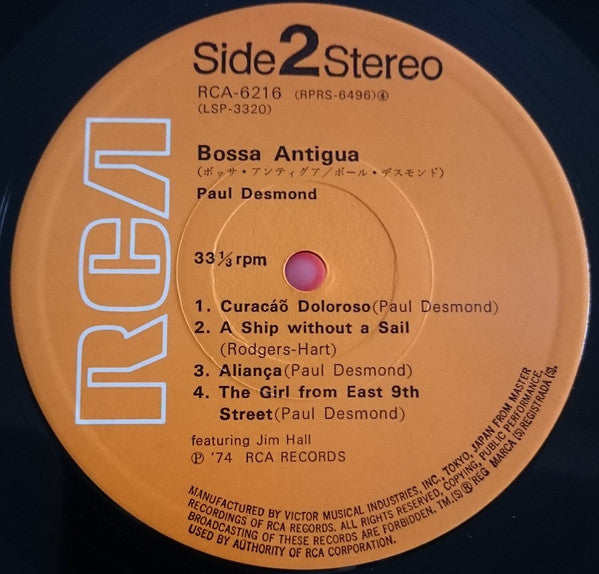 RCA
Side 2 Stereo
RCA-6216 (RPRS-6496)④
(LSP-3320)
Bossa Antigua
(ボッサ・アンティグア/ポール・デスモンド)
Paul Desmond
33 1/3 rpm
1. Curacáõ Doloroso(Paul Desmond)
2. A Ship without a Sail
(Rodgers-Hart)
3. Aliança(Paul Desmond)
4. The Girl from East 9th
Street(Paul Desmond)
featuring Jim Hall
Ⓟ '74 RCA RECORDS
MANUFACTURED BY VICTOR MUSICAL INDUSTRIES, INC. TOKYO, JAPAN FROM MASTER
RECORDINGS OF RCA RECORDS. ALL RIGHTS RESERVED, COPYING, PUBLIC PERFORMANCE,
BROADCASTING OF THESE RECORDS ARE FORBIDDEN. TM.(S)® REG MARCA (S) REGISTRADA (S).
USED BY AUTHORITY OF RCA CORPORATION.